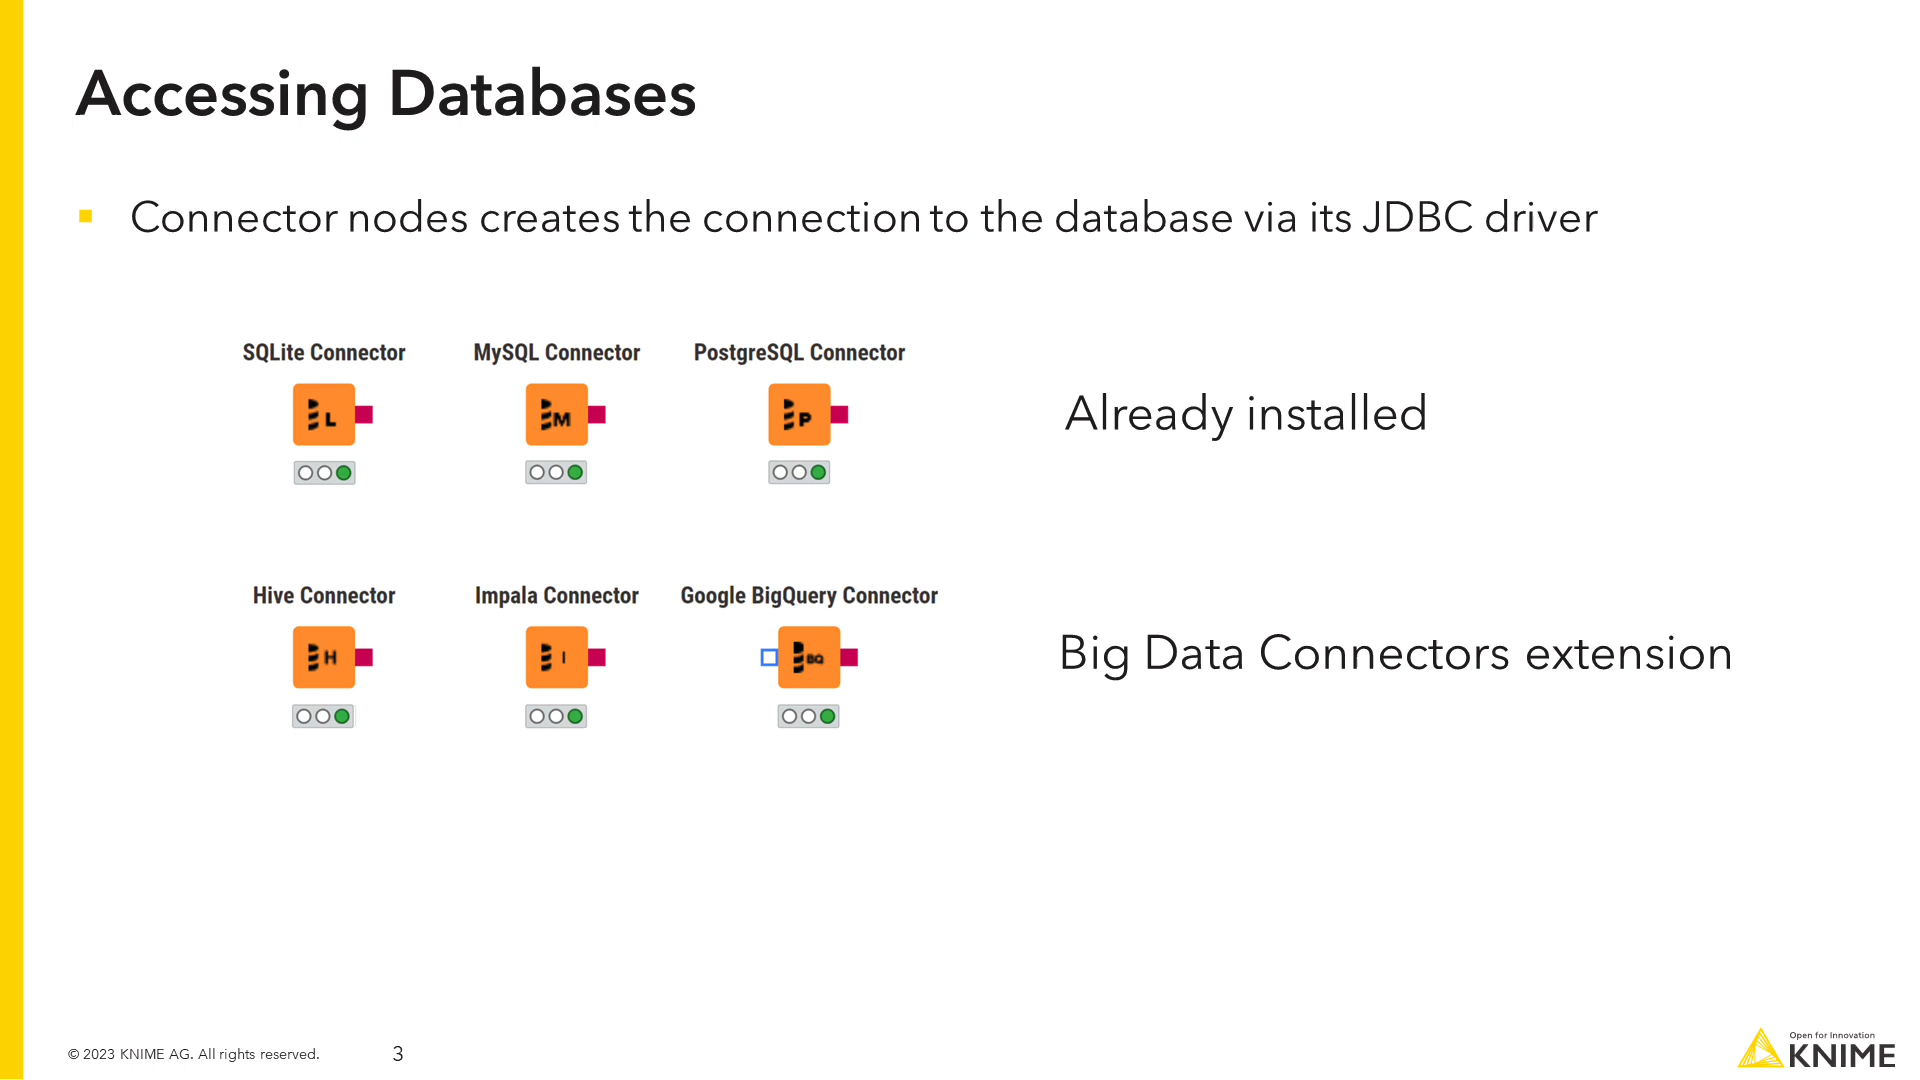 Accessing Databases
Connector nodes creates the connection to the database via its JDBC driver
SQLite Connector MySQL Connector PostgreSQL Connector
L M P
Already installed
Hive Connector Impala Connector Google BigQuery Connector
H I BQ
Big Data Connectors extension
© 2023 KNIME AG. All rights reserved. 3
Open for Innovation
KNIME